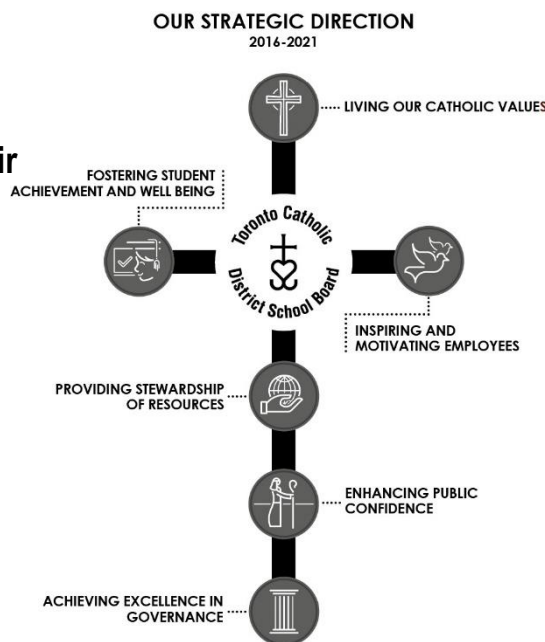 OUR STRATEGIC DIRECTION
2016-2021
LIVING OUR CATHOLIC VALUES
ir
FOSTERING STUDENT
ACHIEVEMENT AND WELL BEING
Toronto Catholic
District School Board
INSPIRING AND
MOTIVATING EMPLOYEES
PROVIDING STEWARDSHIP
OF RESOURCES
ENHANCING PUBLIC
CONFIDENCE
ACHIEVING EXCELLENCE IN
GOVERNANCE